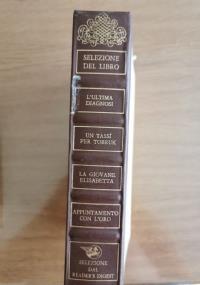 SELEZIONE
DEL LIBRO
L'ULTIMA
DIAGNOSI
UN TASSÌ
PER TOBRUK
LA GIOVANE
ELISABETTA
APPUNTAMENTO
CON L'ORO
SELEZIONE
DAL
READER'S DIGEST